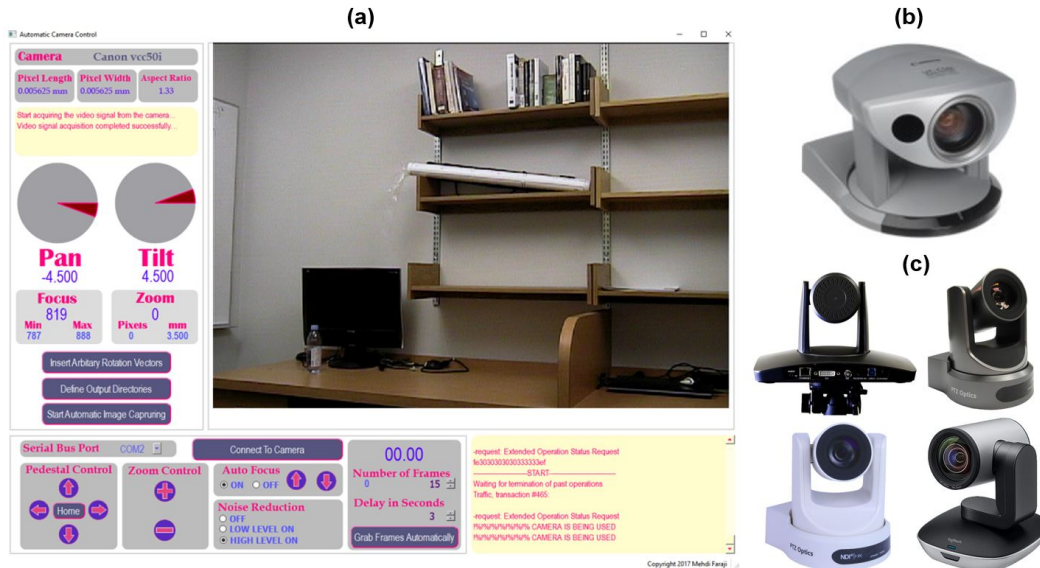 (a)
Automatic Camera Control
Camera Canon vcc50i
Pixel Length Pixel Width Aspect Ratio
0.005625 mm 0.005625 mm 1.33
Start acquiring the video signal from the camera...
Video signal acquisition completed successfully...
Pan Tilt
-4.500 4.500
Focus Zoom
819 0
Min Max Pixels mm
787 888 0 3.500
Insert Arbitary Rotation Vectors
Define Output Directories
Start Automatic Image Capruring
Serial Bus Port COM2 Connect To Camera
Pedestal Control
Home
Zoom Control
Auto Focus
ON OFF
Noise Reduction
OFF
LOW LEVEL ON
HIGH LEVEL ON
00.00
Number of Frames
0 15
Delay in Seconds
3
Grab Frames Automatically
-request: Extended Operation Status Request
fe3030303030333333ef
START
Waiting for termination of past operations
Traffic, transaction #465:
-request: Extended Operation Status Request
!%!%!%!%!%!%!% CAMERA IS BEING USED
!%!%!%!%!%!%!% CAMERA IS BEING USED
Copyright 2017 Mehdi Faraji
(b)
(c)
PTZ Optics
PTZ Optics
NDI